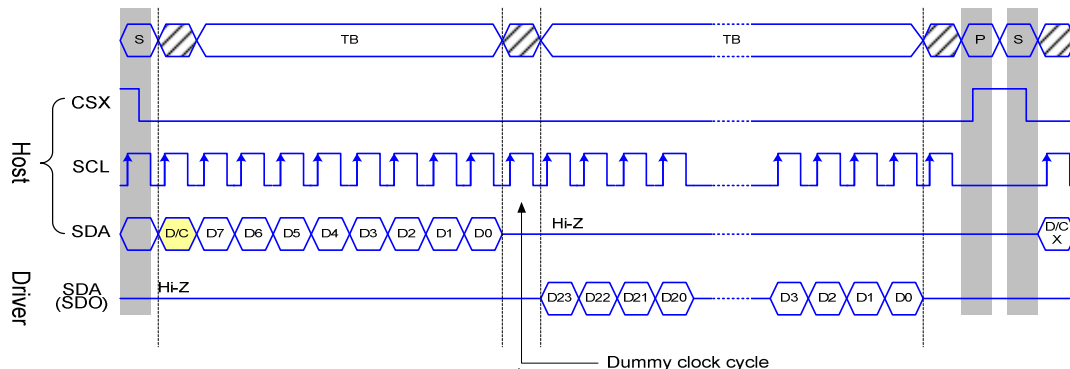 S TB TB P S
CSX
SCL
Host
SDA D/C D7 D6 D5 D4 D3 D2 D1 D0 Hi-Z D/C X
Driver
SDA (SDO) Hi-Z D23 D22 D21 D20 D3 D2 D1 D0
Dummy clock cycle